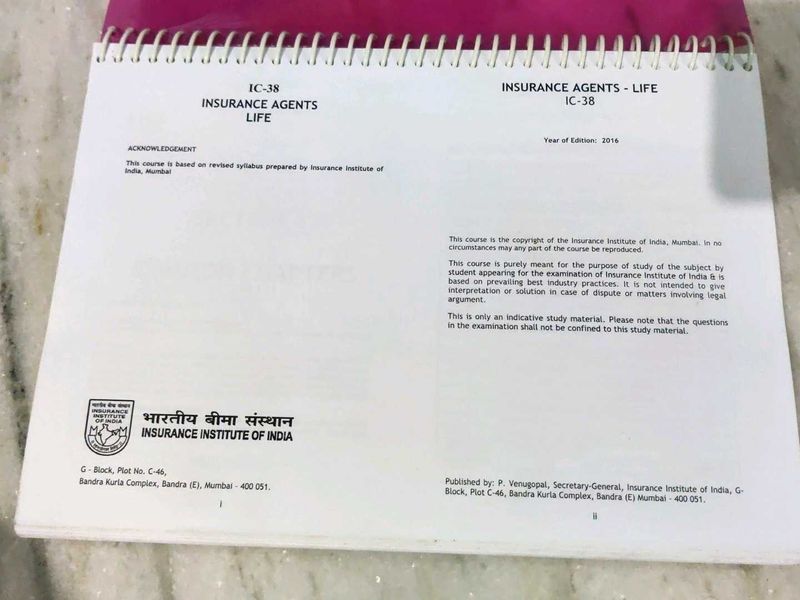 IC-38
INSURANCE AGENTS
LIFE
ACKNOWLEDGEMENT
This course is based on revised syllabus prepared by Insurance Institute of
India, Mumbai
INSURANCE
INSTITUTE
OF INDIA
भारतीय बीमा संस्थान
INSURANCE INSTITUTE OF INDIA
G - Block, Plot No. C-46,
Bandra Kurla Complex, Bandra (E), Mumbai - 400 051.
i
INSURANCE AGENTS - LIFE
IC-38
Year of Edition: 2016
This course is the copyright of the Insurance Institute of India, Mumbai. In no
circumstances may any part of the course be reproduced.
This course is purely meant for the purpose of study of the subject by
student appearing for the examination of Insurance Institute of India & is
based on prevailing best industry practices. It is not intended to give
interpretation or solution in case of dispute or matters involving legal
argument.
This is only an indicative study material. Please note that the questions
in the examination shall not be confined to this study material.
Published by: P. Venugopal, Secretary-General, Insurance Institute of India, G-
Block, Plot C-46, Bandra Kurla Complex, Bandra (E) Mumbai - 400 051.
ii